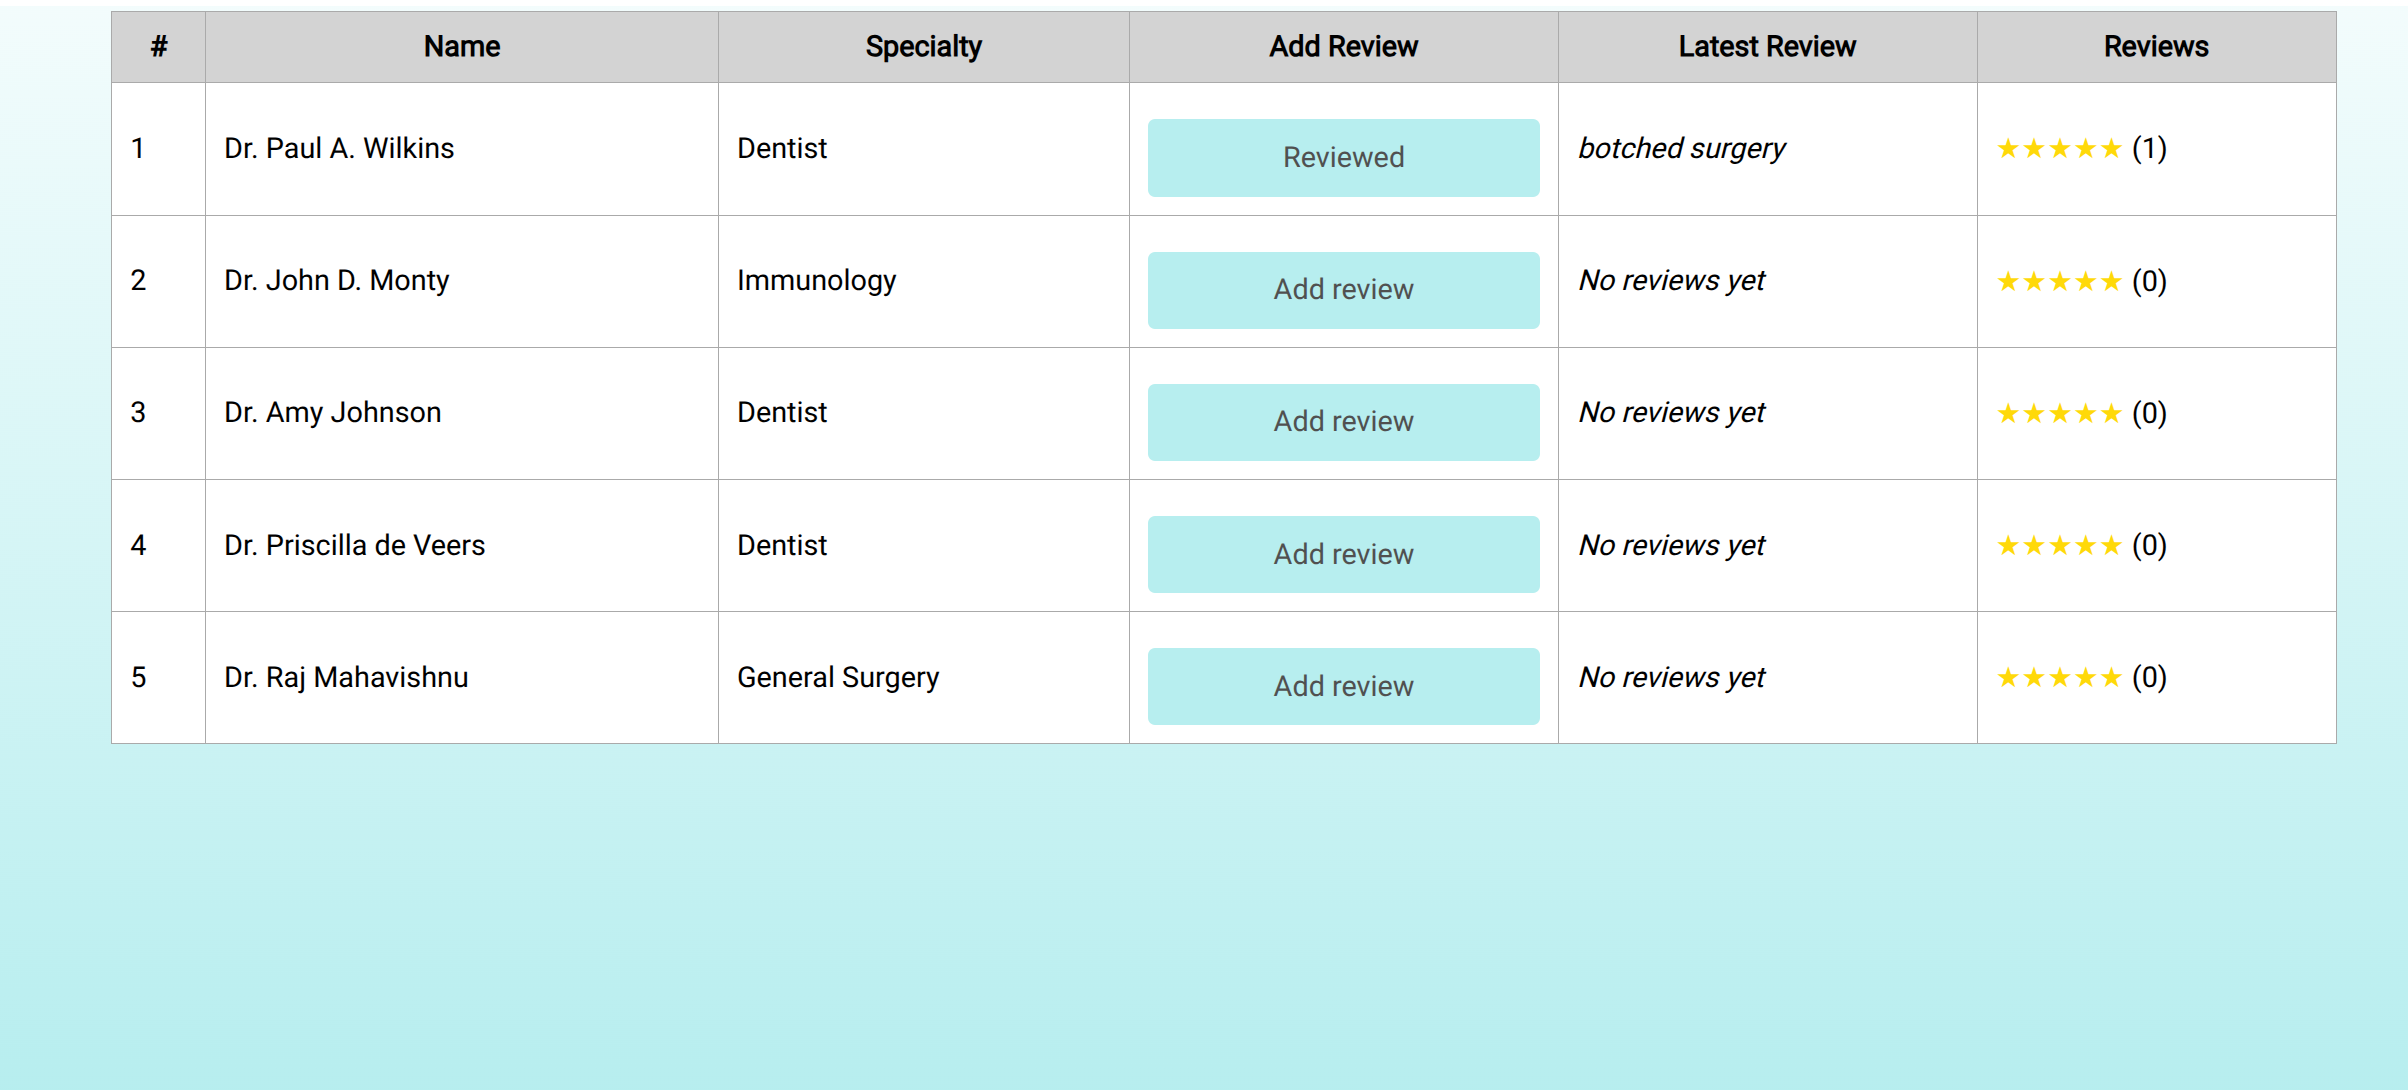 # Name Specialty Add Review Latest Review Reviews
1 Dr. Paul A. Wilkins Dentist Reviewed botched surgery ★★★★★ (1)
2 Dr. John D. Monty Immunology Add review No reviews yet ★★★★★ (0)
3 Dr. Amy Johnson Dentist Add review No reviews yet ★★★★★ (0)
4 Dr. Priscilla de Veers Dentist Add review No reviews yet ★★★★★ (0)
5 Dr. Raj Mahavishnu General Surgery Add review No reviews yet ★★★★★ (0)